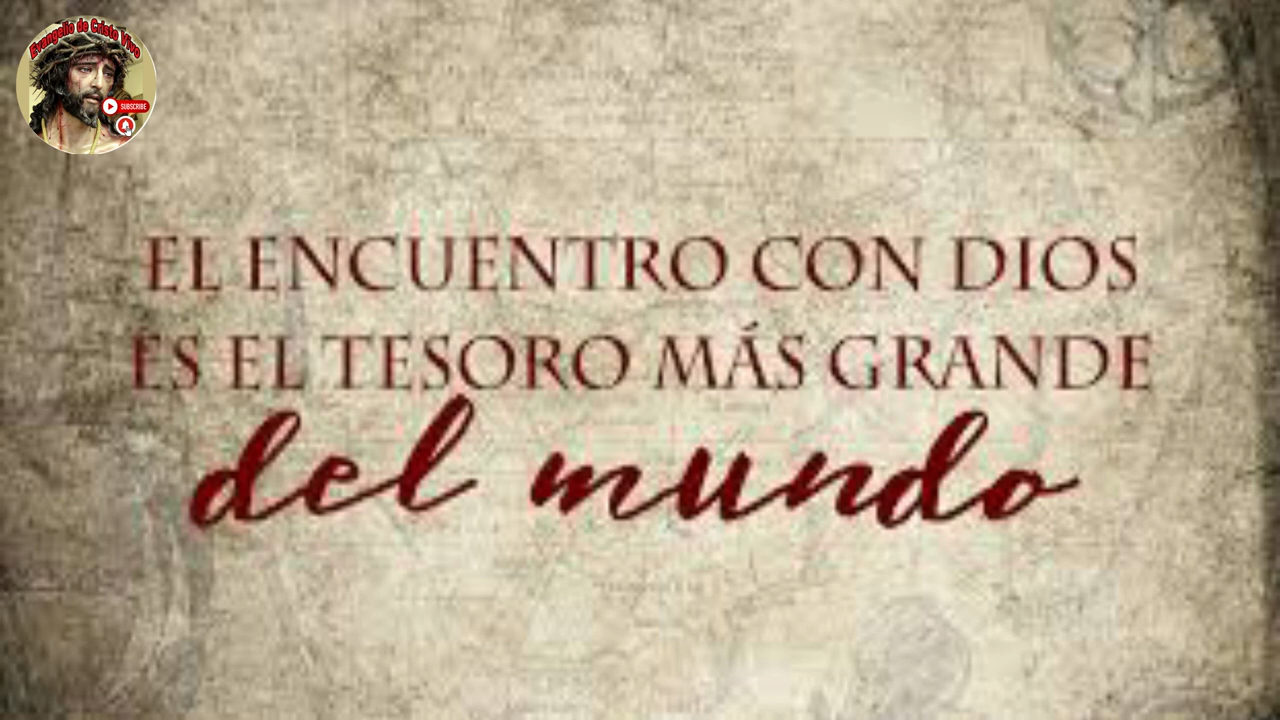 Evangelio de Cristo Vivo
SUBSCRIBE
EL ENCUENTRO CON DIOS
ES EL TESORO MÁS GRANDE
del mundo